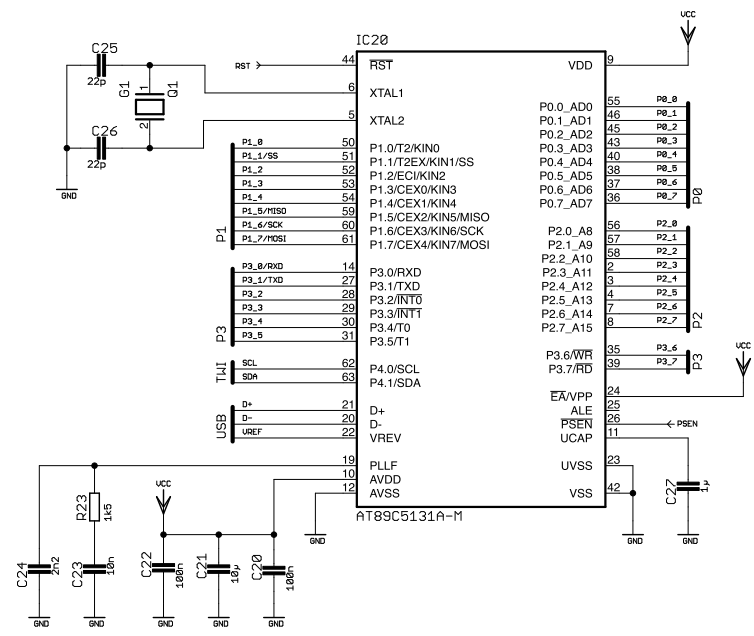 VCC
IC20
C25
22p
G1
1
2
Q1
C26
22p
GND
RST
44 RST
6 XTAL1
5 XTAL2
P1
P1_0 50 P1.0/T2/KIN0
P1_1/SS 51 P1.1/T2EX/KIN1/SS
P1_2 52 P1.2/ECI/KIN2
P1_3 53 P1.3/CEX0/KIN3
P1_4 54 P1.4/CEX1/KIN4
P1_5/MISO 59 P1.5/CEX2/KIN5/MISO
P1_6/SCK 60 P1.6/CEX3/KIN6/SCK
P1_7/MOSI 61 P1.7/CEX4/KIN7/MOSI
P3
P3_0/RXD 14 P3.0/RXD
P3_1/TXD 27 P3.1/TXD
P3_2 28 P3.2/INT0
P3_3 29 P3.3/INT1
P3_4 30 P3.4/T0
P3_5 31 P3.5/T1
TWI
SCL 62 P4.0/SCL
SDA 63 P4.1/SDA
USB
D+ 21 D+
D- 20 D-
VREF 22 VREV
19 PLLF
10 AVDD
12 AVSS
VDD 9
P0.0_AD0 55 P0_0
P0.1_AD1 46 P0_1
P0.2_AD2 45 P0_2
P0.3_AD3 43 P0_3
P0.4_AD4 40 P0_4
P0.5_AD5 38 P0_5
P0.6_AD6 37 P0_6
P0.7_AD7 36 P0_7
P0
P2.0_A8 56 P2_0
P2.1_A9 57 P2_1
P2.2_A10 58 P2_2
P2.3_A11 2 P2_3
P2.4_A12 3 P2_4
P2.5_A13 4 P2_5
P2.6_A14 7 P2_6
P2.7_A15 8 P2_7
P2
P3.6/WR 35 P3_6
P3.7/RD 39 P3_7
P3
VCC
EA/VPP 24
ALE 25
PSEN 26 PSEN
UCAP 11
UVSS 23
VSS 42
AT89C5131A-M
C27
1µ
GND
GND
GND
R23
1k5
VCC
C24
2n2
C23
10n
C22
100n
C21
10µ
C20
100n
GND
GND
GND
GND
GND